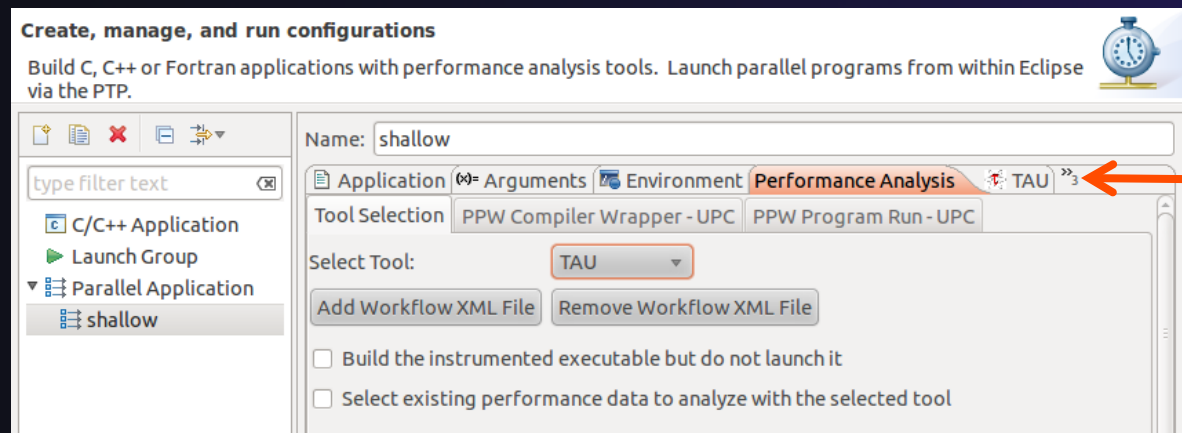 Create, manage, and run configurations
Build C, C++ or Fortran applications with performance analysis tools. Launch parallel programs from within Eclipse
via the PTP.
Name: shallow
type filter text
Application (x)= Arguments Environment Performance Analysis TAU »3
Tool Selection PPW Compiler Wrapper - UPC PPW Program Run - UPC
C/C++ Application
Launch Group
Parallel Application
shallow
Select Tool: TAU
Add Workflow XML File Remove Workflow XML File
Build the instrumented executable but do not launch it
Select existing performance data to analyze with the selected tool